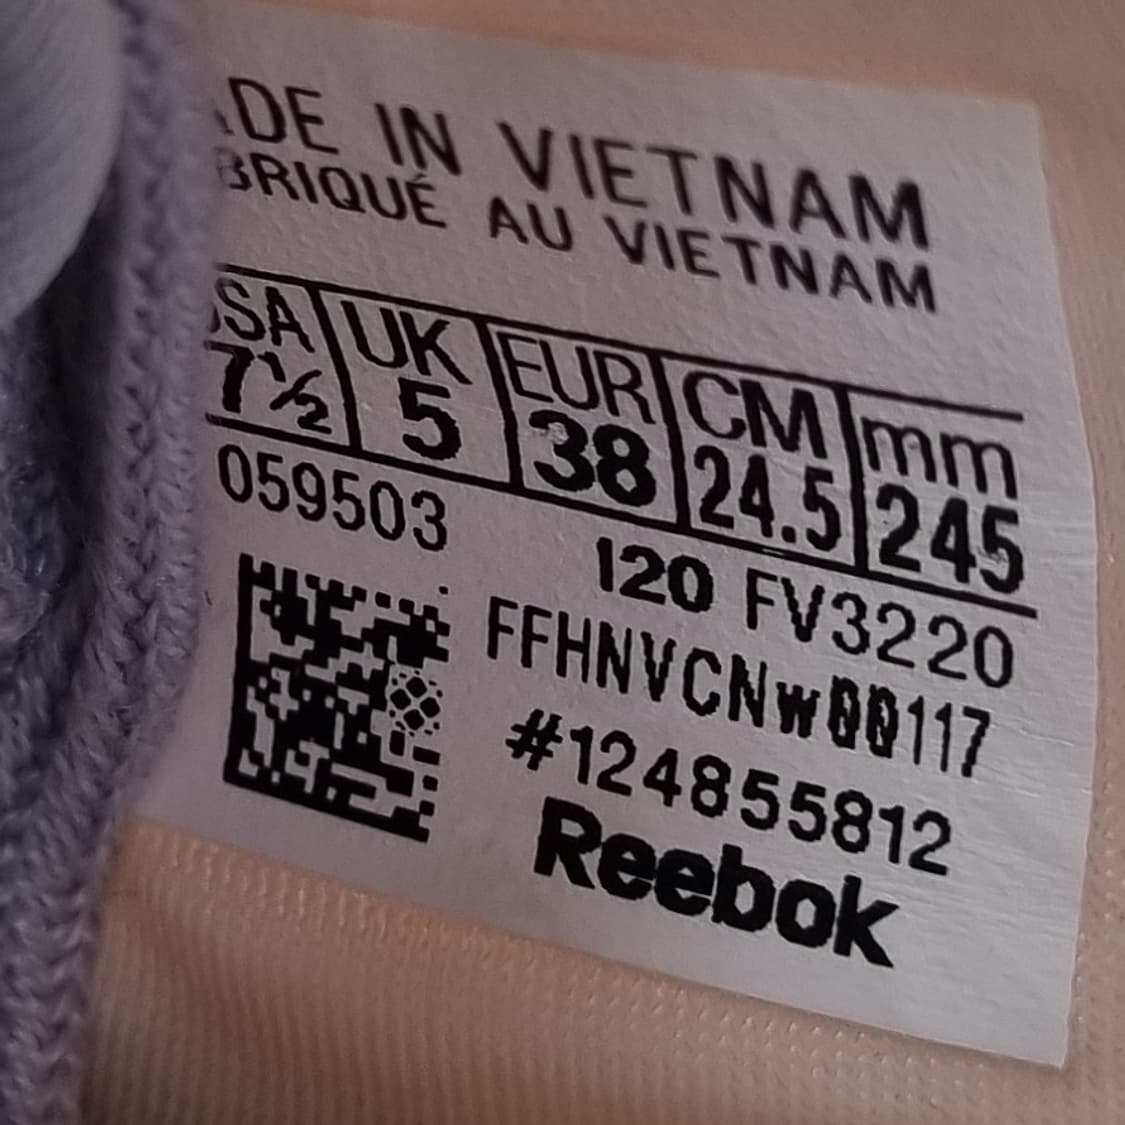 ADE IN VIETNAM
BRIQUÉ AU VIETNAM
USA UK EUR CM mm
7½ 5 38 24.5 245
059503
120 FV3220
FFHNVCNw00117
#124855812
Reebok